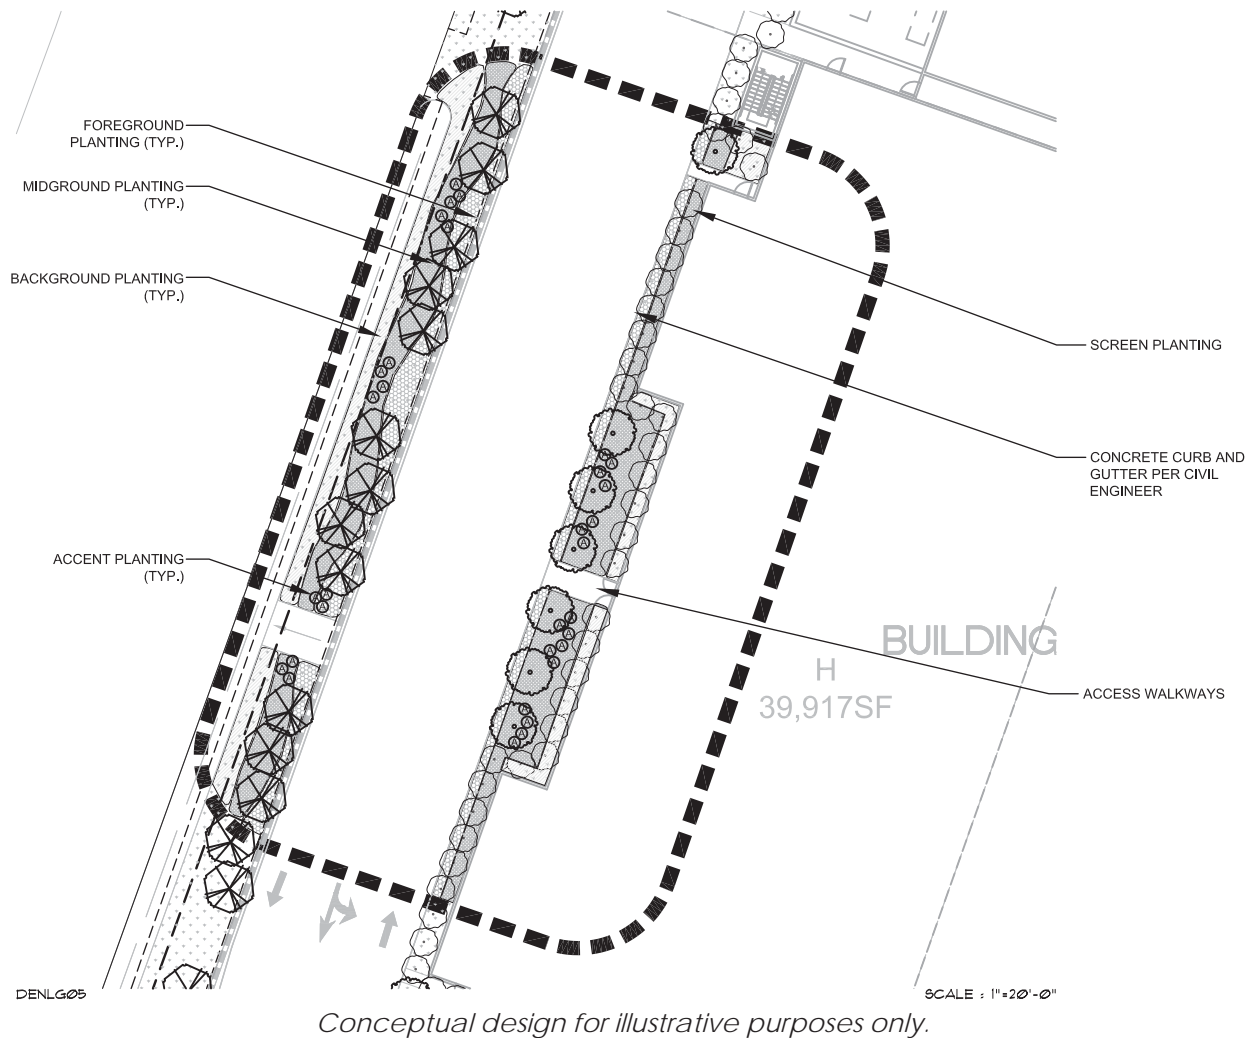 FOREGROUND
PLANTING (TYP.)
MIDGROUND PLANTING
(TYP.)
BACKGROUND PLANTING
(TYP.)
SCREEN PLANTING
CONCRETE CURB AND
GUTTER PER CIVIL
ENGINEER
ACCENT PLANTING
(TYP.)
BUILDING
H
39,917SF
ACCESS WALKWAYS
DENLG05
SCALE : 1"=20'-0"
Conceptual design for illustrative purposes only.